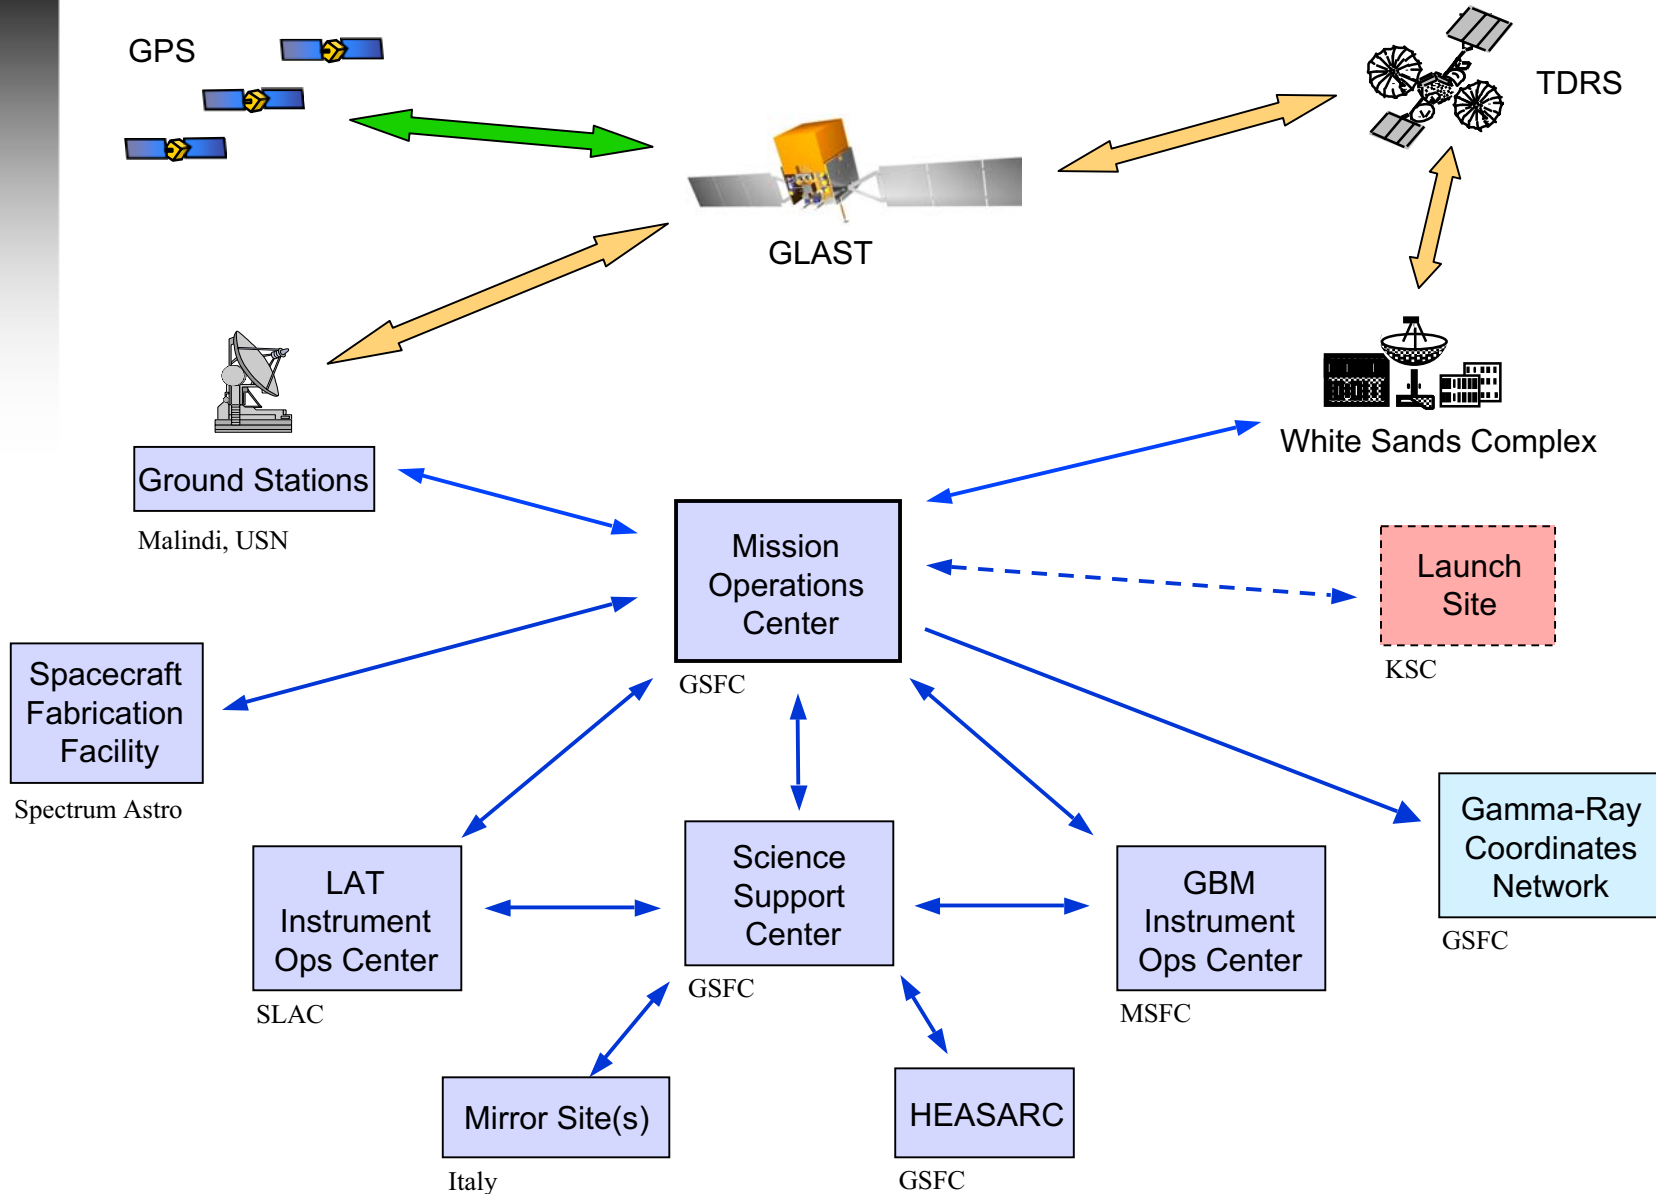 GPS
TDRS
GLAST
White Sands Complex
Ground Stations
Malindi, USN
Mission
Operations
Center
GSFC
Launch
Site
KSC
Spacecraft
Fabrication
Facility
Spectrum Astro
Gamma-Ray
Coordinates
Network
GSFC
LAT
Instrument
Ops Center
SLAC
Science
Support
Center
GSFC
GBM
Instrument
Ops Center
MSFC
Mirror Site(s)
Italy
HEASARC
GSFC